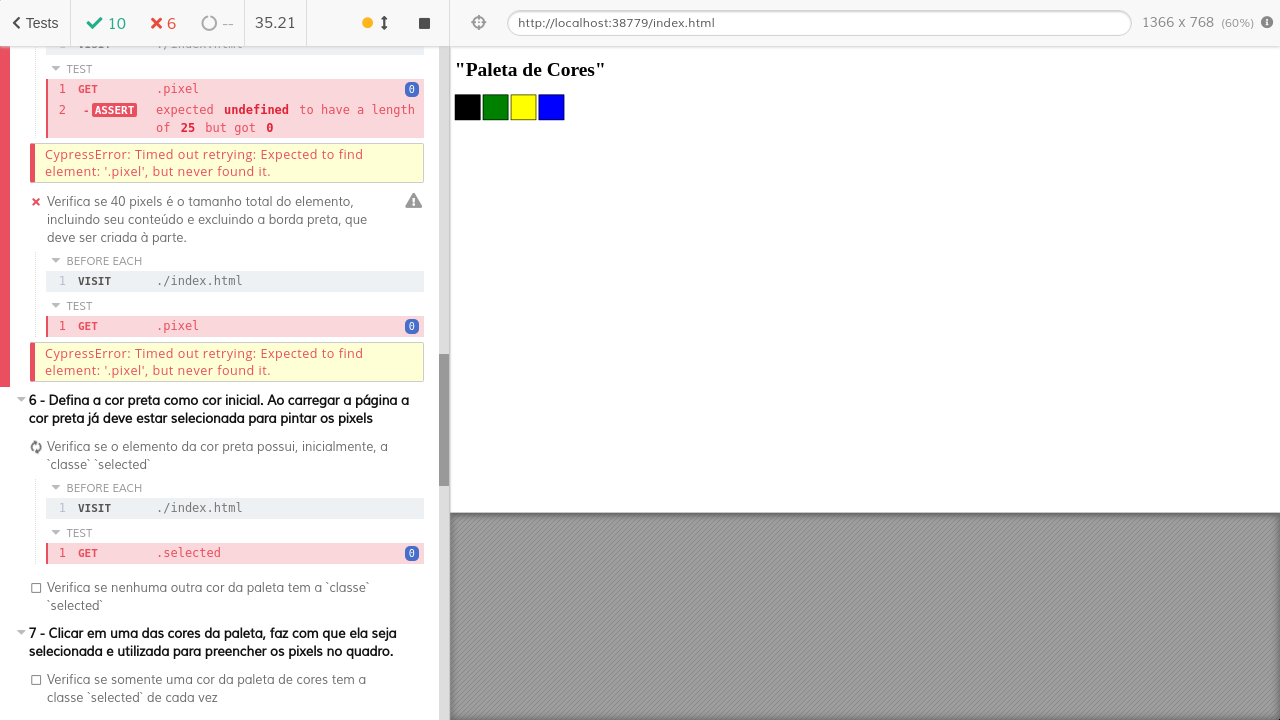 Tests
10
6
--
35.21
http://localhost:38779/index.html
1366 x 768 (60%)
1 VISIT ./index.html
TEST
1 GET .pixel 0
2 -ASSERT expected undefined to have a length
of 25 but got 0
CypressError: Timed out retrying: Expected to find
element: '.pixel', but never found it.
Verifica se 40 pixels é o tamanho total do elemento,
incluindo seu conteúdo e excluindo a borda preta, que
deve ser criada à parte.
BEFORE EACH
1 VISIT ./index.html
TEST
1 GET .pixel 0
CypressError: Timed out retrying: Expected to find
element: '.pixel', but never found it.
6 - Defina a cor preta como cor inicial. Ao carregar a página a
cor preta já deve estar selecionada para pintar os pixels
Verifica se o elemento da cor preta possui, inicialmente, a
`classe` `selected`
BEFORE EACH
1 VISIT ./index.html
TEST
1 GET .selected 0
Verifica se nenhuma outra cor da paleta tem a `classe`
`selected`
7 - Clicar em uma das cores da paleta, faz com que ela seja
selecionada e utilizada para preencher os pixels no quadro.
Verifica se somente uma cor da paleta de cores tem a
classe `selected` de cada vez
"Paleta de Cores"